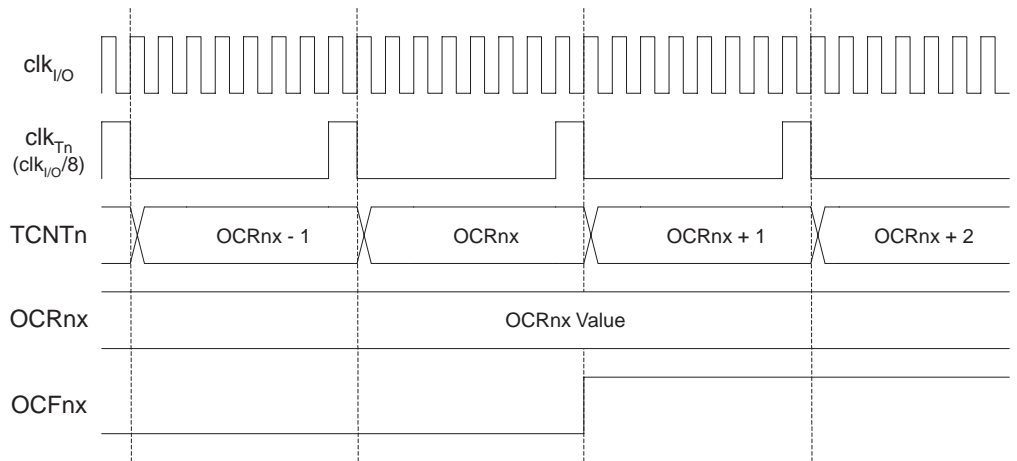 clkI/O
clkTn
(clkI/O/8)
TCNTn
OCRnx - 1
OCRnx
OCRnx + 1
OCRnx + 2
OCRnx
OCRnx Value
OCFnx